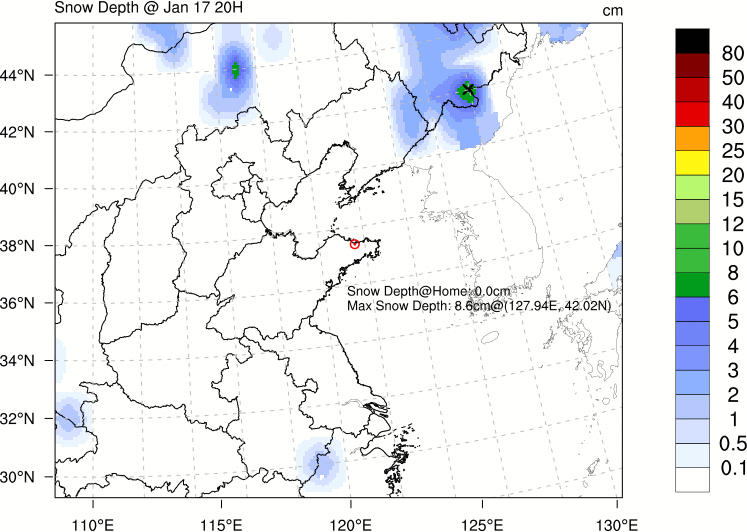 Snow Depth @ Jan 17 20H
cm
80
50
40
30
25
20
15
12
10
8
6
5
4
3
2
1
0.5
0.1
44°N
42°N
40°N
38°N
36°N
34°N
32°N
30°N
Snow Depth@Home: 0.0cm
Max Snow Depth: 8.6cm@(127.94E, 42.02N)
110°E
115°E
120°E
125°E
130°E